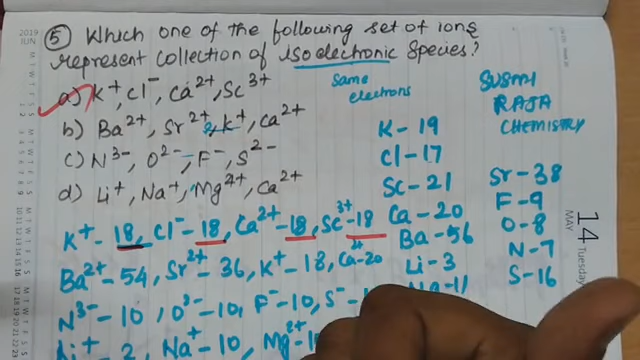 2019
JUN
⑤ Which one of the following set of ions
represent collection of isoelectronic species?
a) K⁺, Cl⁻, Ca²⁺, Sc³⁺
b) Ba²⁺, Sr²⁺, K⁺, Ca²⁺
c) N³⁻, O²⁻, F⁻, S²⁻
d) Li⁺, Na⁺, Mg²⁺, Ca²⁺
Same
electrons
K - 19
Cl - 17
Sc - 21
Ca - 20
Ba - 56
Li - 3
SUSMI
RAJA
CHEMISTRY
Sr - 38
F - 9
O - 8
N - 7
S - 16
K⁺ - 18, Cl⁻ - 18, Ca²⁺ - 18, Sc³⁺ - 18
Ba²⁺ - 54, Sr²⁺ - 36, K⁺ - 18, Ca²⁺ - 20
N³⁻ - 10, O³⁻ - 10, F⁻ - 10, S⁻ -
Li⁺ - 2, Na⁺ - 10, Mg²⁺ -
14
Tuesday
MAY